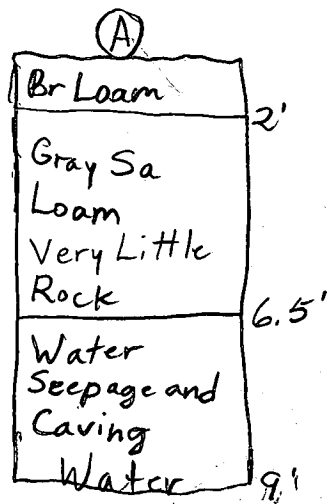 A
Br Loam
2'
Gray Sa
Loam
Very Little
Rock
6.5'
Water
Seepage and
Caving
Water
9'